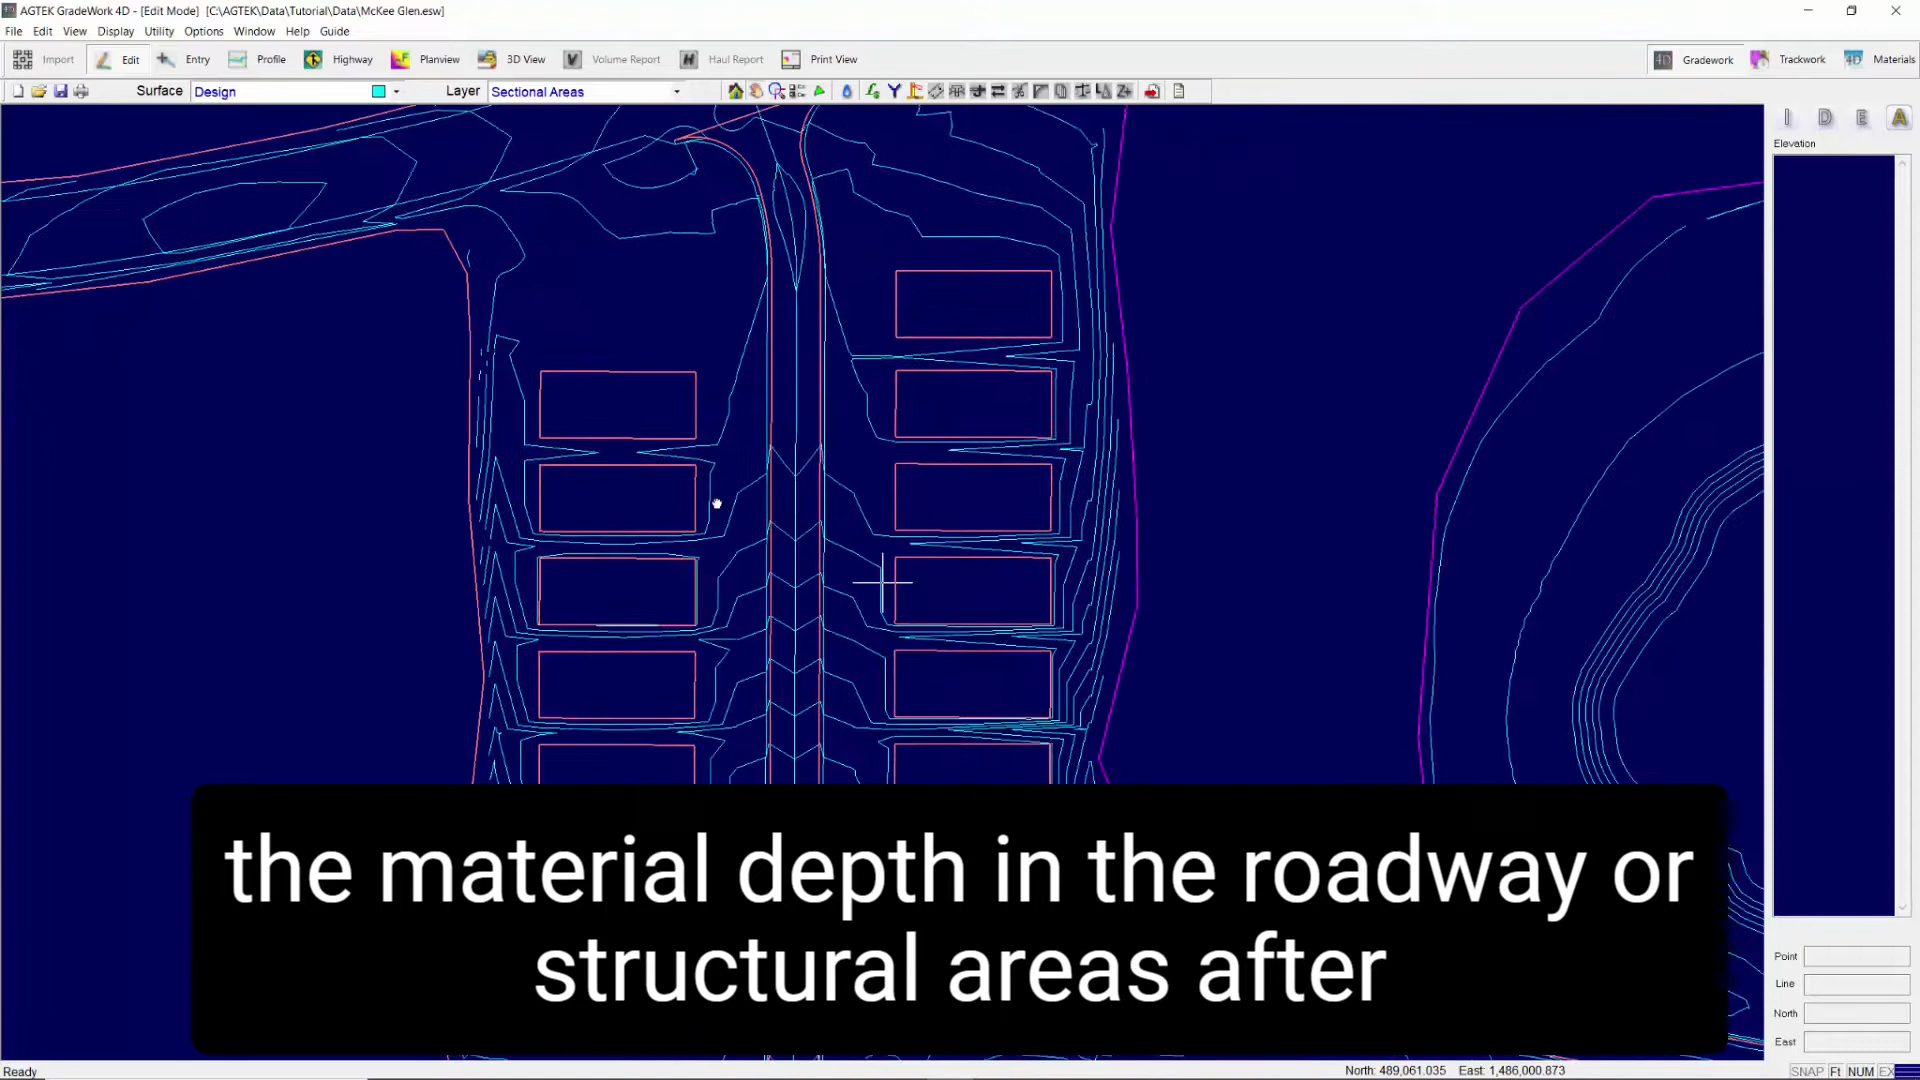 AGTEK GradeWork 4D - [Edit Mode]  [C:\AGTEK\Data\Tutorial\Data\McKee Glen.esw]
File Edit View Display Utility Options Window Help Guide
Import Edit Entry Profile Highway Planview 3D View Volume Report Haul Report Print View Gradework Trackwork Materials
Surface Design Layer Sectional Areas
I D E A
Elevation
the material depth in the roadway or
structural areas after
Point
Line
North
East
Ready North: 489,061.035 East: 1,486,000.873 SNAP Ft NUM